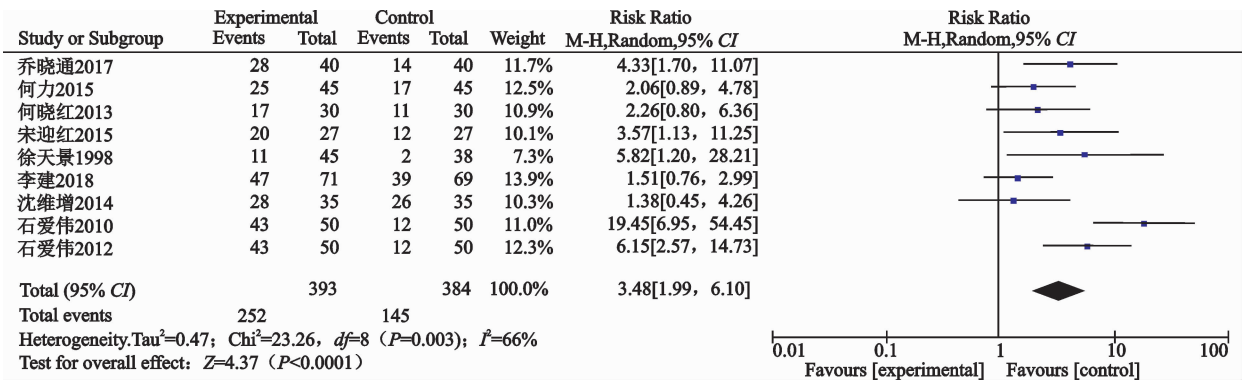 Experimental Control Risk Ratio Risk Ratio
Study or Subgroup Events Total Events Total Weight M-H,Random,95% CI M-H,Random,95% CI
乔晓通2017 28 40 14 40 11.7% 4.33[1.70，11.07]
何力2015 25 45 17 45 12.5% 2.06[0.89，4.78]
何晓红2013 17 30 11 30 10.9% 2.26[0.80，6.36]
宋迎红2015 20 27 12 27 10.1% 3.57[1.13，11.25]
徐天景1998 11 45 2 38 7.3% 5.82[1.20，28.21]
李建2018 47 71 39 69 13.9% 1.51[0.76，2.99]
沈维增2014 28 35 26 35 10.3% 1.38[0.45，4.26]
石爱伟2010 43 50 12 50 11.0% 19.45[6.95，54.45]
石爱伟2012 43 50 12 50 12.3% 6.15[2.57，14.73]
Total (95% CI) 393 384 100.0% 3.48[1.99，6.10]
Total events 252 145
Heterogeneity.Tau²=0.47；Chi²=23.26，df=8（P=0.003）；I²=66%
Test for overall effect：Z=4.37（P<0.0001）
0.01 0.1 1 10 100
Favours [experimental] Favours [control]